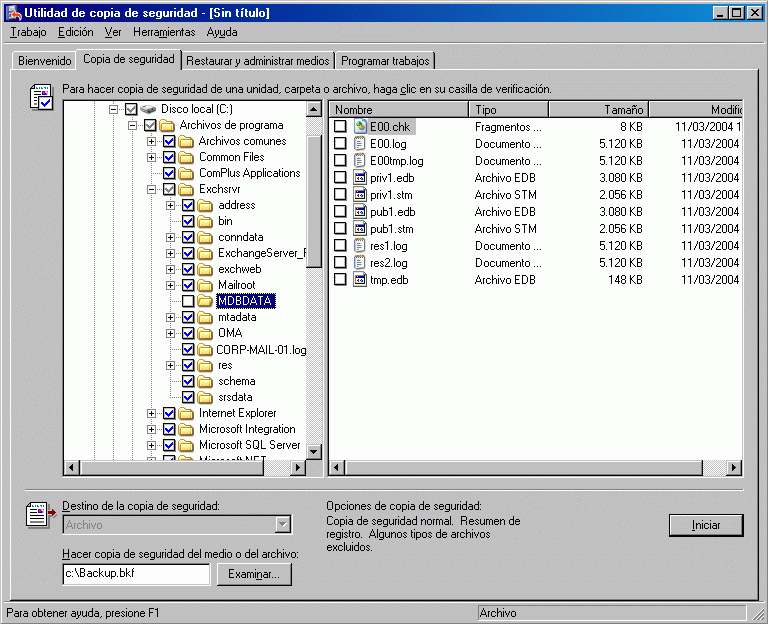 Utilidad de copia de seguridad - [Sin título]
Trabajo Edición Ver Herramientas Ayuda
Bienvenido Copia de seguridad Restaurar y administrar medios Programar trabajos
Para hacer copia de seguridad de una unidad, carpeta o archivo, haga clic en su casilla de verificación.
Disco local (C:)
Archivos de programa
Archivos comunes
Common Files
ComPlus Applications
Exchsrvr
address
bin
conndata
ExchangeServer_F
exchweb
Mailroot
MDBDATA
mtadata
OMA
CORP-MAIL-01.log
res
schema
srsdata
Internet Explorer
Microsoft Integration
Microsoft SQL Server
Microsoft.NET
Nombre Tipo Tamaño Modific
E00.chk Fragmentos ... 8 KB 11/03/2004 1
E00.log Documento ... 5.120 KB 11/03/2004
E00tmp.log Documento ... 5.120 KB 11/03/2004
priv1.edb Archivo EDB 3.080 KB 11/03/2004
priv1.stm Archivo STM 2.056 KB 11/03/2004
pub1.edb Archivo EDB 3.080 KB 11/03/2004
pub1.stm Archivo STM 2.056 KB 11/03/2004
res1.log Documento ... 5.120 KB 11/03/2004
res2.log Documento ... 5.120 KB 11/03/2004
tmp.edb Archivo EDB 148 KB 11/03/2004
Destino de la copia de seguridad:
Archivo
Hacer copia de seguridad del medio o del archivo:
c:\Backup.bkf Examinar...
Opciones de copia de seguridad:
Copia de seguridad normal. Resumen de
registro. Algunos tipos de archivos
excluidos.
Iniciar
Para obtener ayuda, presione F1
Archivo